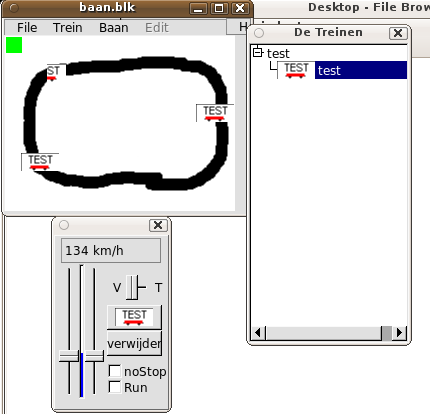 baan.blk
Desktop - File Brow
File Trein Baan Edit
H
De Treinen
test
TEST test
ST
TEST
TEST
134 km/h
V T
TEST
verwijder
noStop
Run